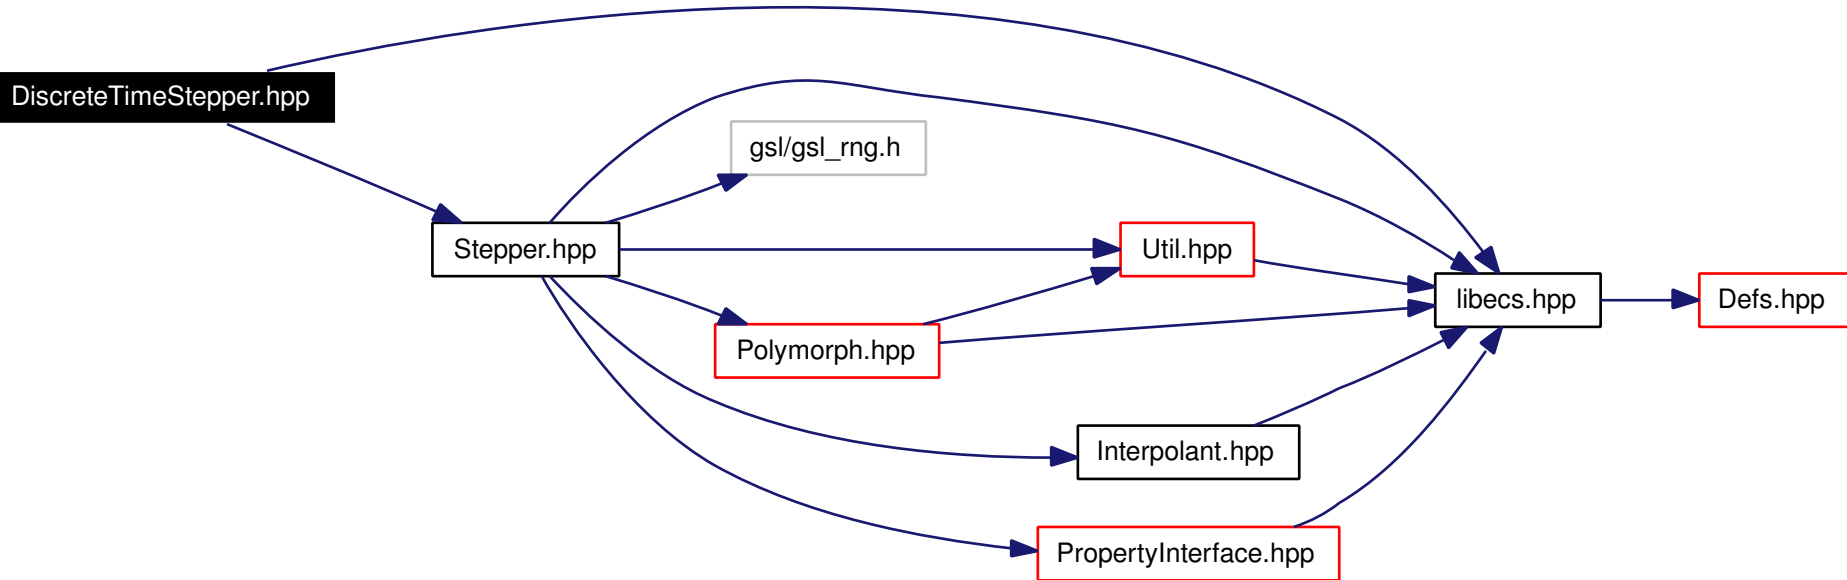 DiscreteTimeStepper.hpp
gsl/gsl_rng.h
Stepper.hpp
Util.hpp
libecs.hpp
Defs.hpp
Polymorph.hpp
Interpolant.hpp
PropertyInterface.hpp